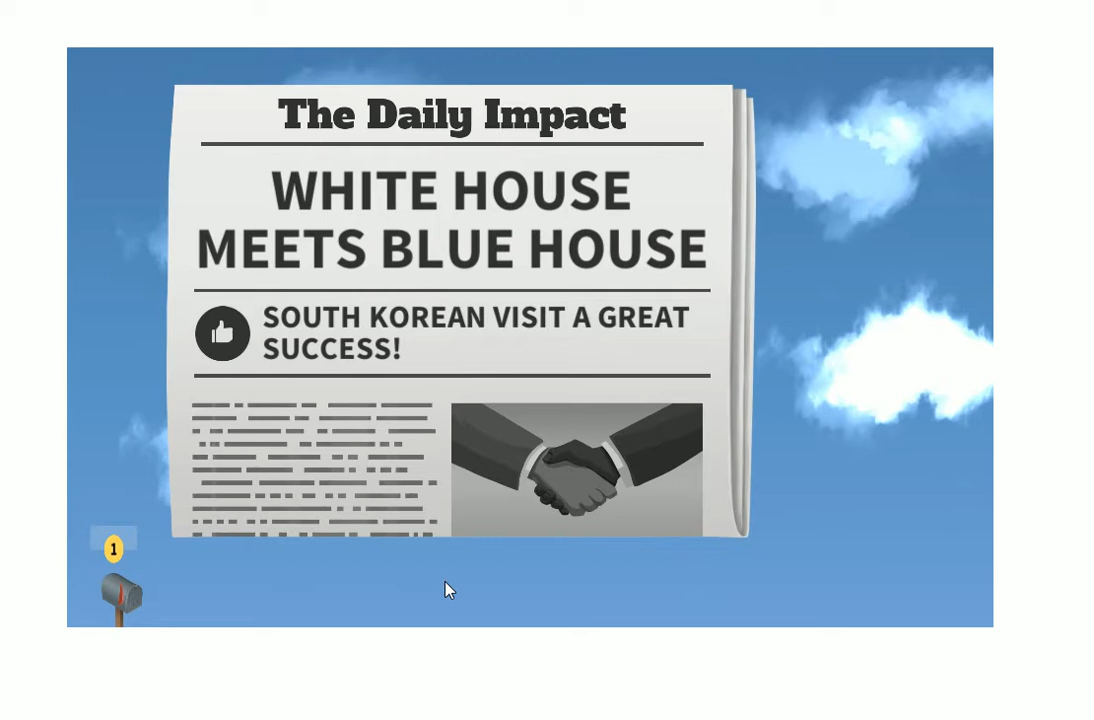 The Daily Impact
WHITE HOUSE
MEETS BLUE HOUSE
SOUTH KOREAN VISIT A GREAT
SUCCESS!
1